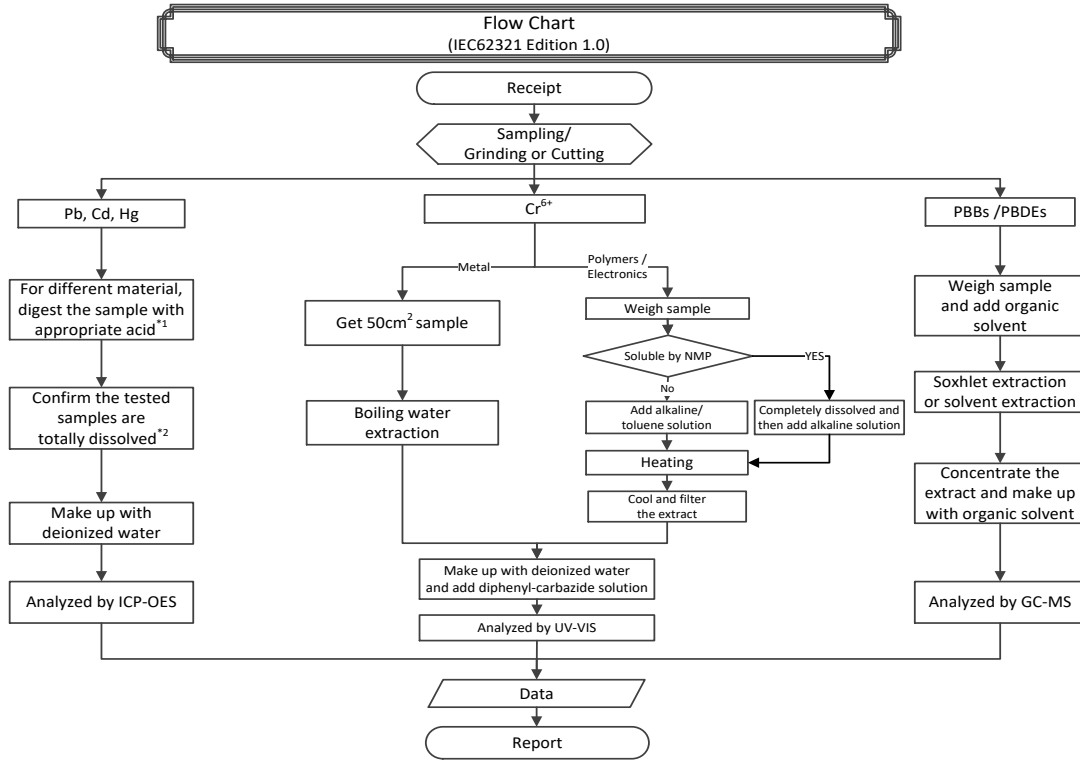 Flow Chart
(IEC62321 Edition 1.0)
Receipt
Sampling/
Grinding or Cutting
Pb, Cd, Hg
For different material,
digest the sample with
appropriate acid*1
Confirm the tested
samples are
totally dissolved*2
Make up with
deionized water
Analyzed by ICP-OES
Cr6+
Metal
Get 50cm2 sample
Boiling water
extraction
Polymers /
Electronics
Weigh sample
Soluble by NMP
YES
No
Add alkaline/
toluene solution
Completely dissolved and
then add alkaline solution
Heating
Cool and filter
the extract
Make up with deionized water
and add diphenyl-carbazide solution
Analyzed by UV-VIS
PBBs /PBDEs
Weigh sample
and add organic
solvent
Soxhlet extraction
or solvent extraction
Concentrate the
extract and make up
with organic solvent
Analyzed by GC-MS
Data
Report